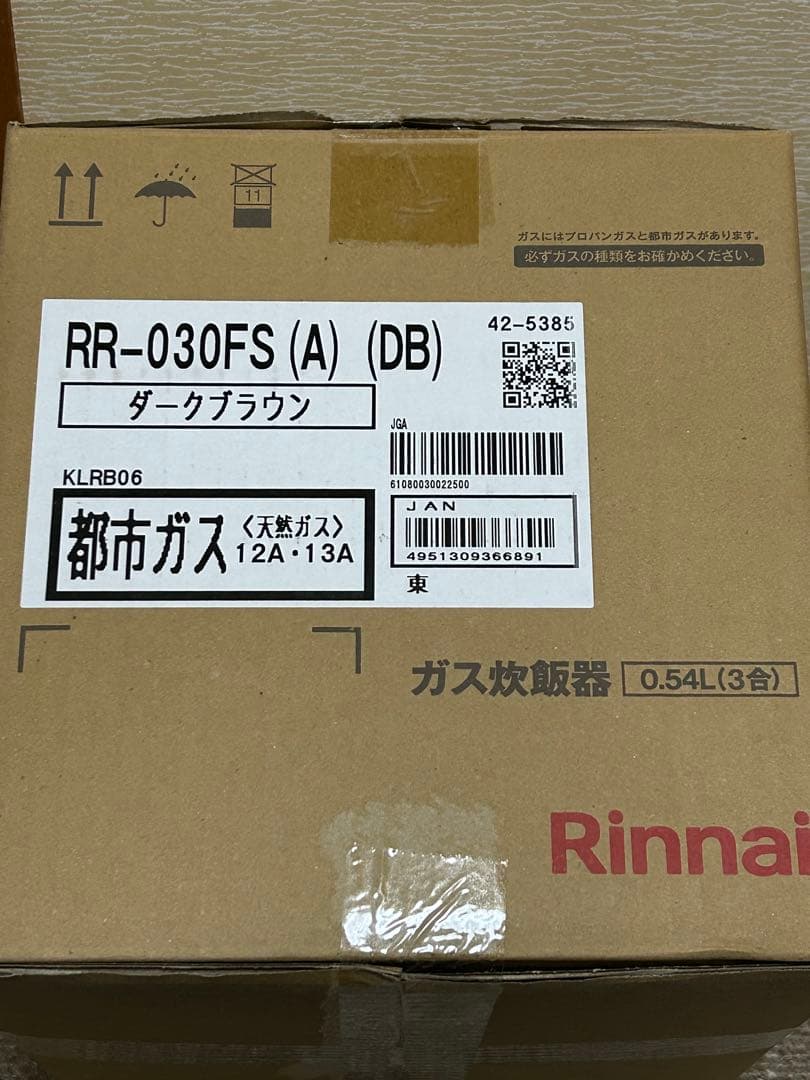 11
ガスにはプロパンガスと都市ガスがあります。
必ずガスの種類をお確かめください。
RR-030FS(A) (DB)
42-5385
ダークブラウン
JGA
61080030022500
KLRB06
都市ガス
〈天然ガス〉
12A・13A
JAN
4951309366891
東
ガス炊飯器
0.54L(3合)
Rinnai